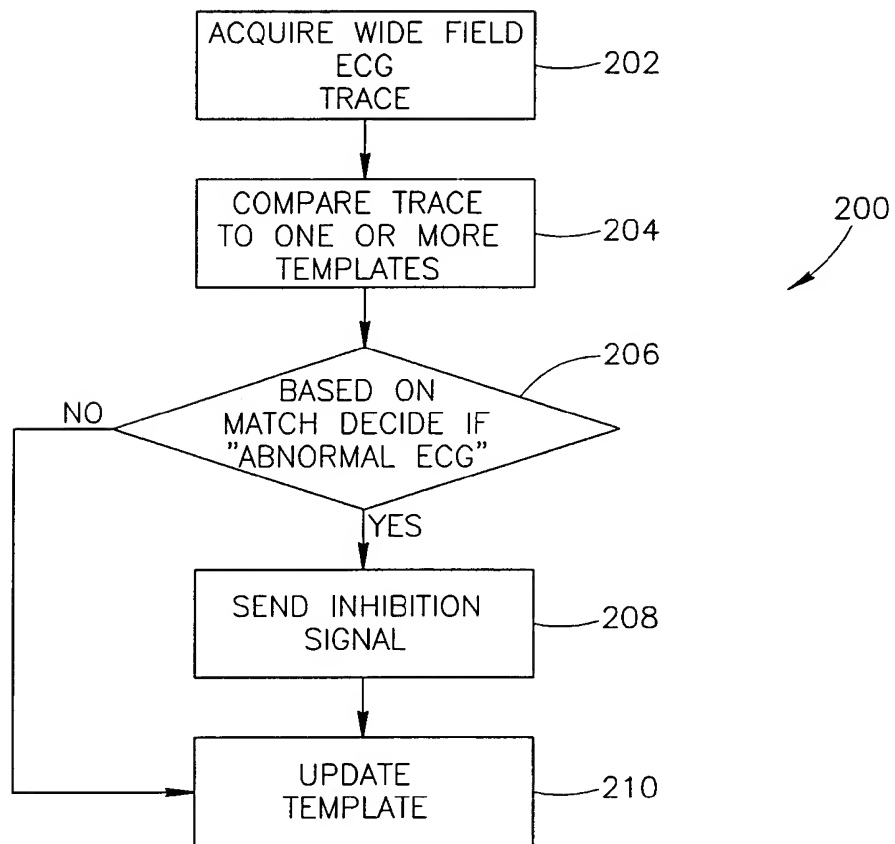 ACQUIRE WIDE FIELD
ECG
TRACE
202
COMPARE TRACE
TO ONE OR MORE
TEMPLATES
204
200
206
BASED ON
MATCH DECIDE IF
"ABNORMAL ECG"
NO
YES
SEND INHIBITION
SIGNAL
208
UPDATE
TEMPLATE
210